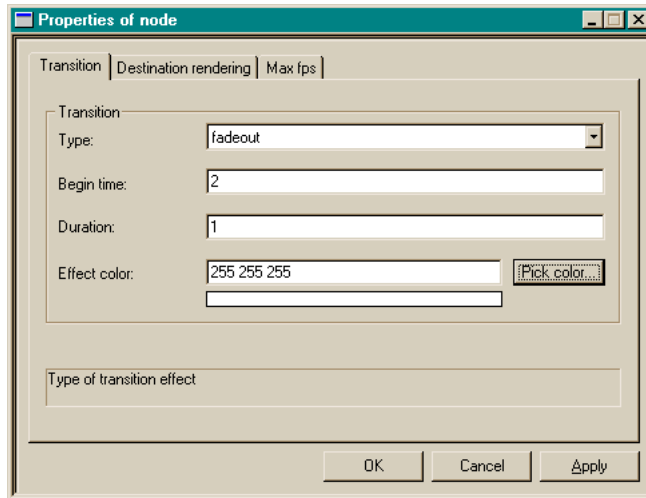 Properties of node
Transition Destination rendering Max fps
Transition
Type: fadeout
Begin time: 2
Duration: 1
Effect color: 255 255 255 Pick color...
Type of transition effect
OK Cancel Apply